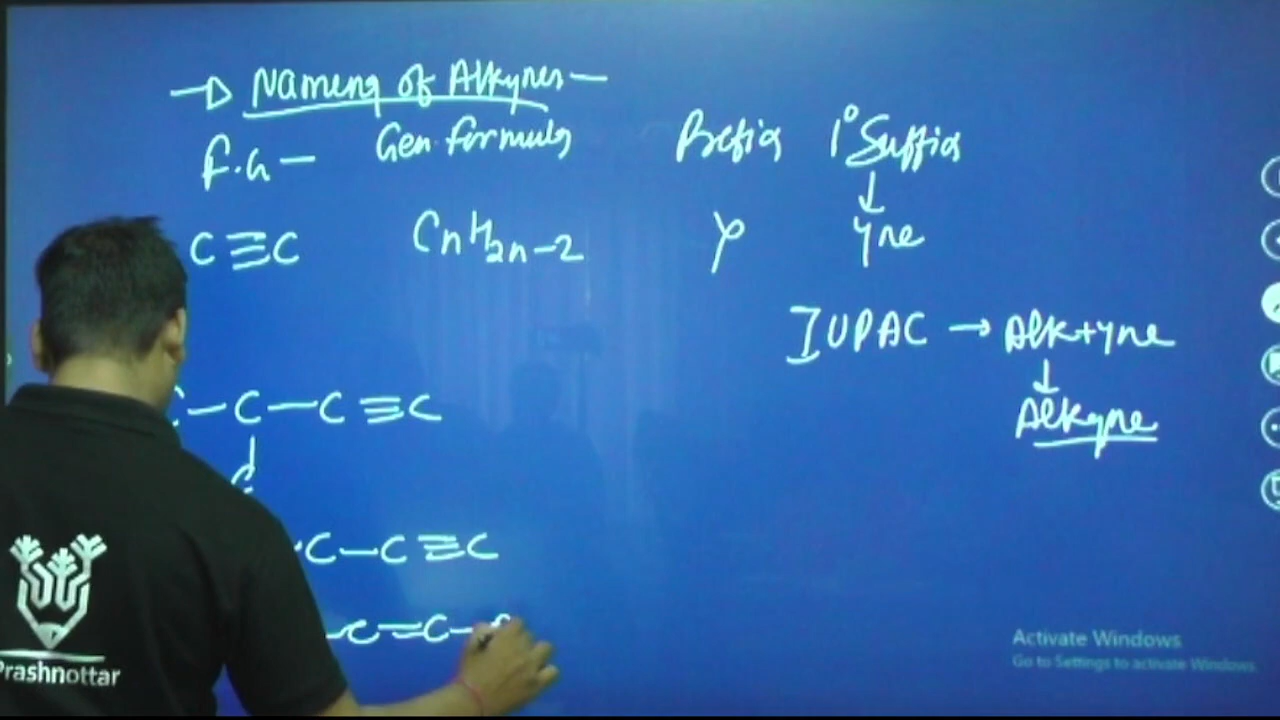 Naming of Alkynes
F.G – Gen. formula Prefix 1° Suffix
C≡C CnH2n-2 yne
IUPAC → Alk+yne
Alkyne
C–C–C≡C
C
C–C≡C
C=C–
Prashnottar
Activate Windows
Go to Settings to activate Windows.